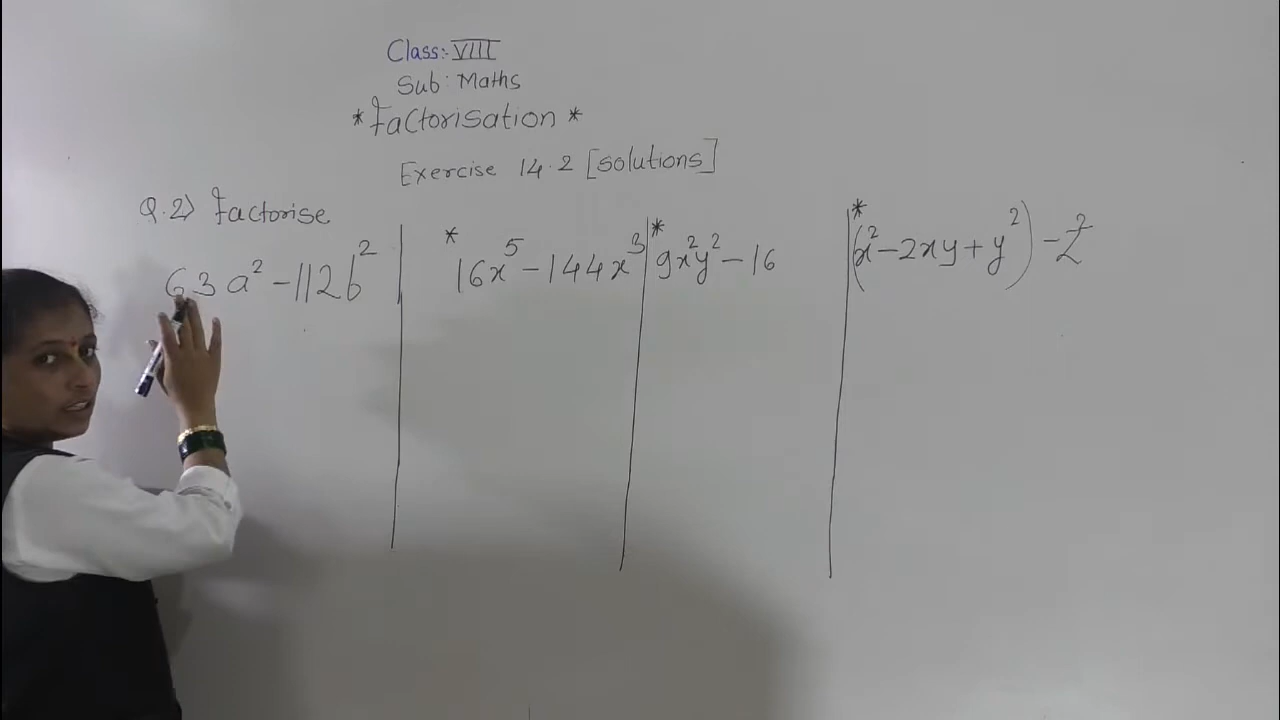 Class:- VIII
Sub: Maths
*Factorisation*
Exercise 14.2 [solutions]
Q.2) Factorise
63a² - 112b²
* 16x⁵ - 144x³
* 9x²y² - 16
* (x² - 2xy + y²) - z²